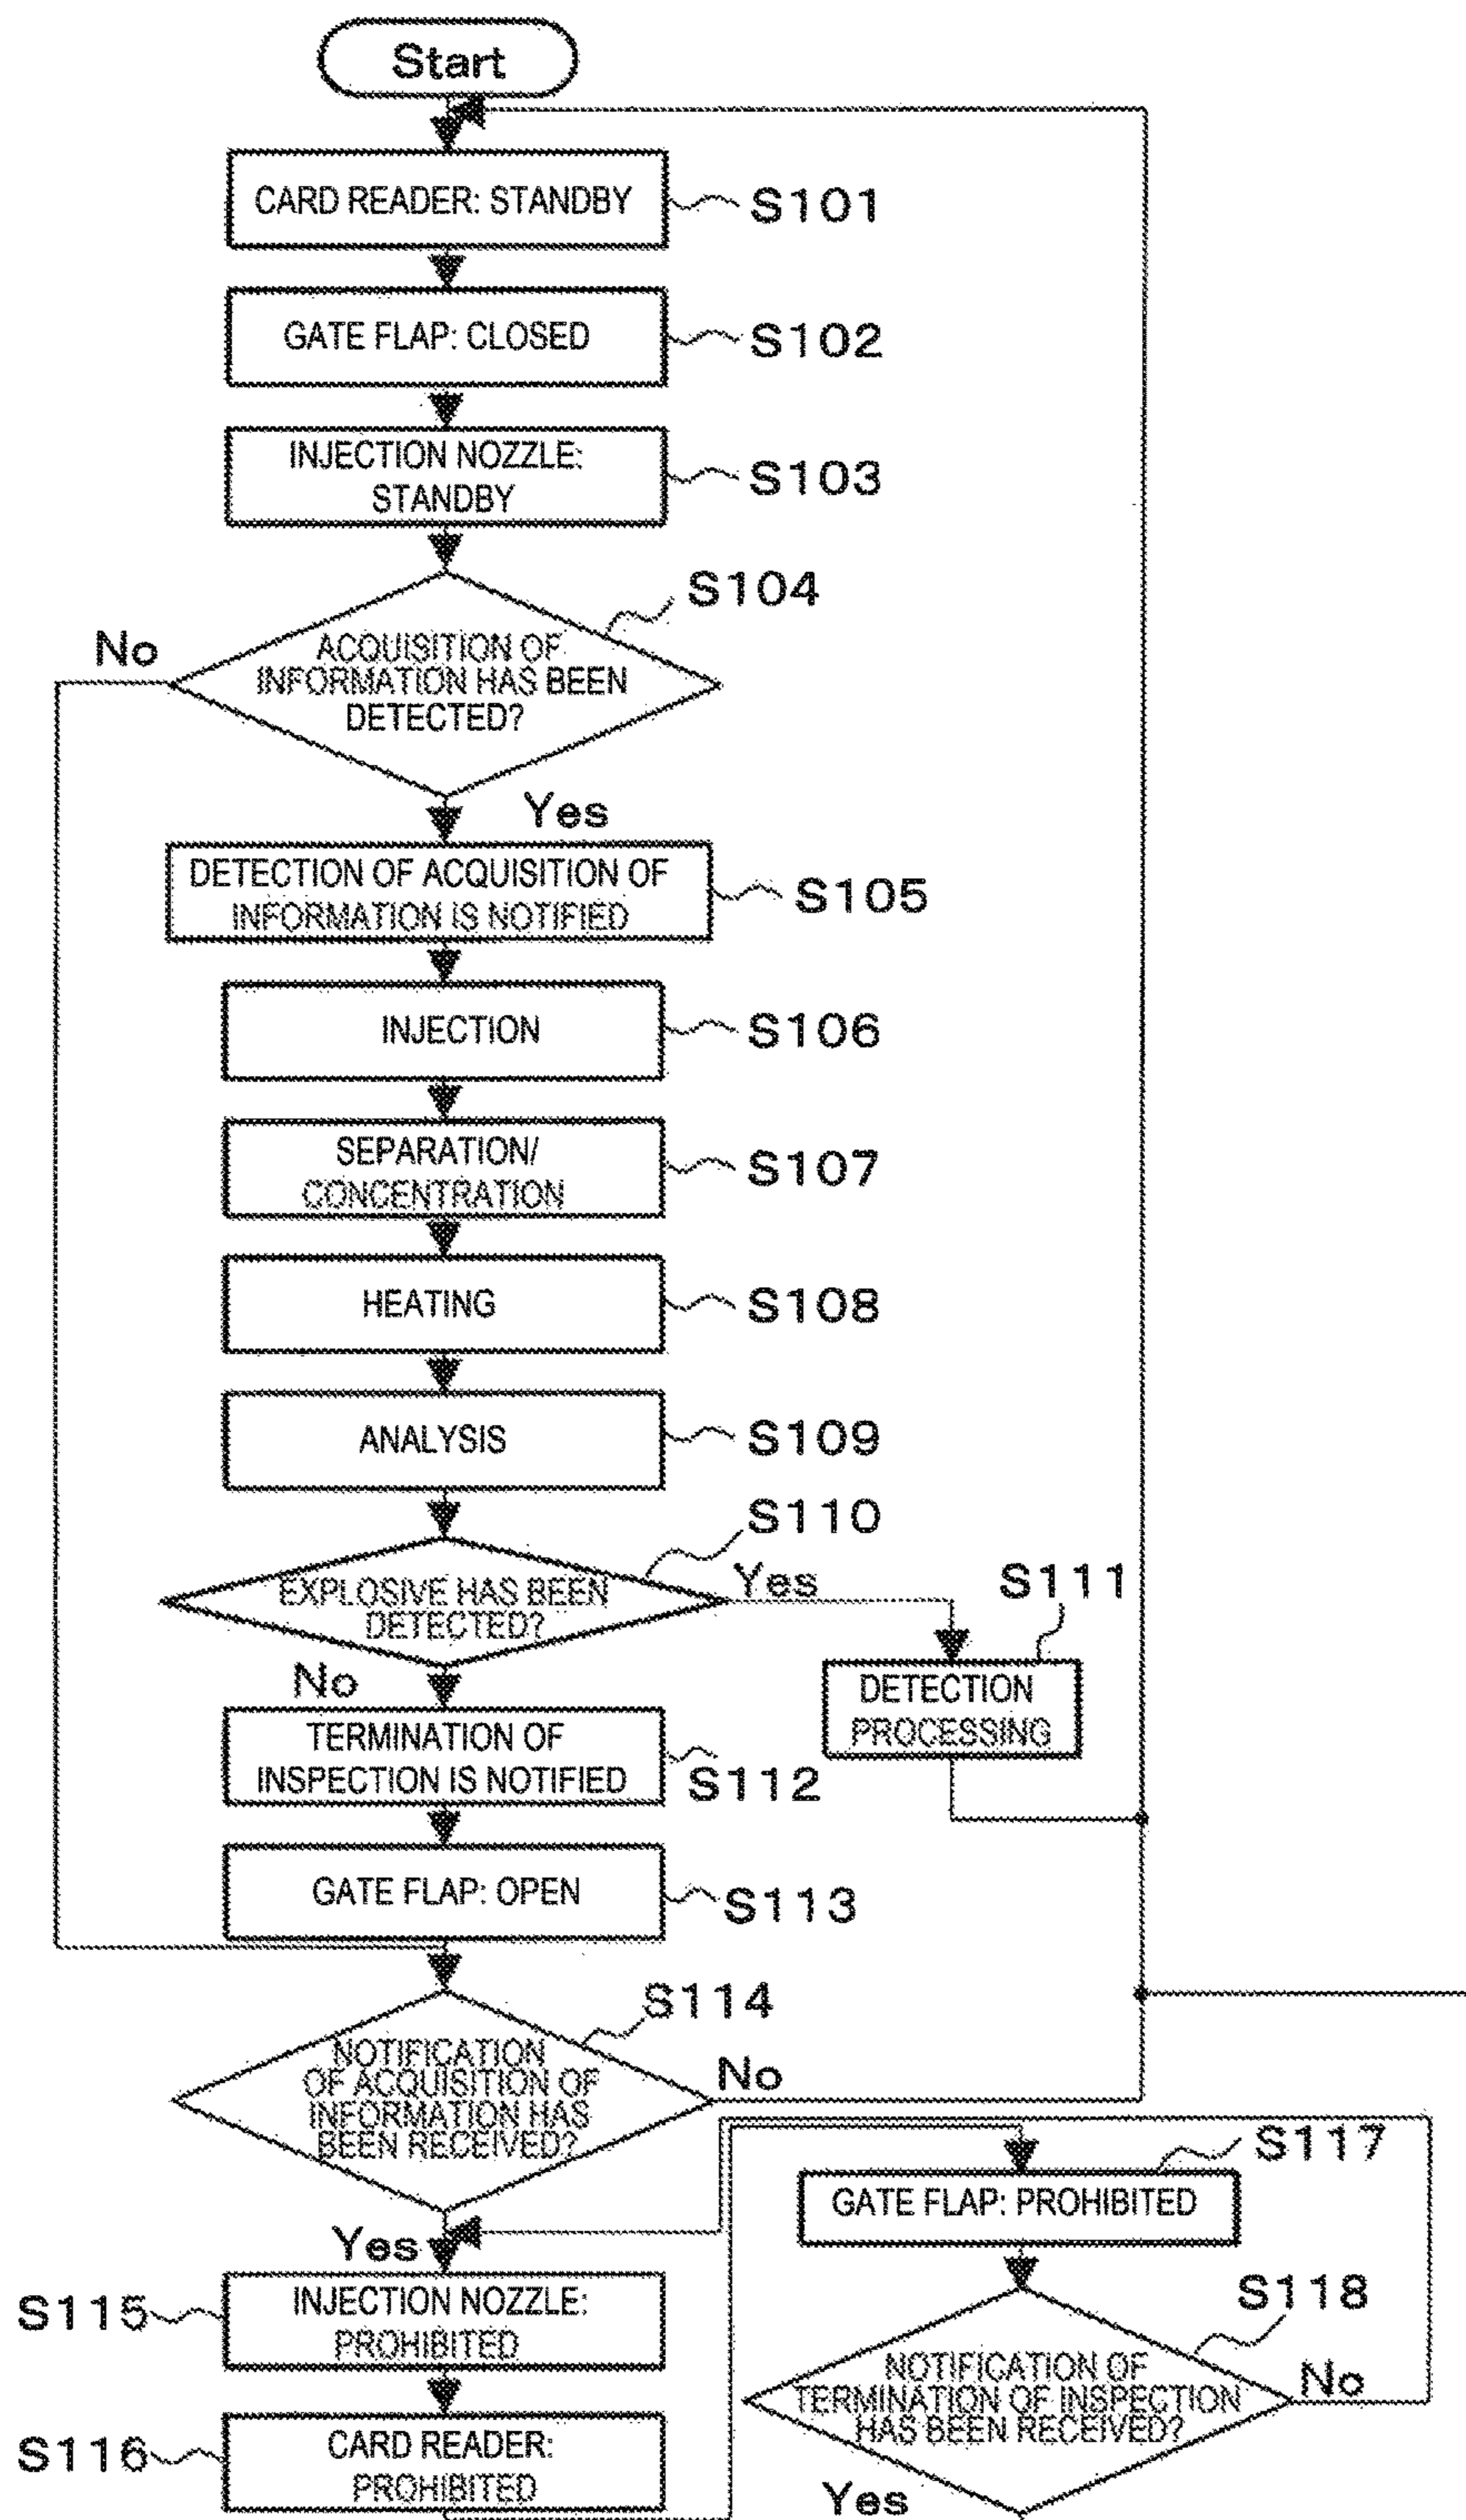 Start
CARD READER: STANDBY
S101
GATE FLAP: CLOSED
S102
INJECTION NOZZLE:
STANDBY
S103
S104
No
ACQUISITION OF
INFORMATION HAS BEEN
DETECTED?
Yes
DETECTION OF ACQUISITION OF
INFORMATION IS NOTIFIED
S105
INJECTION
S106
SEPARATION/
CONCENTRATION
S107
HEATING
S108
ANALYSIS
S109
S110
EXPLOSIVE HAS BEEN
DETECTED?
Yes
S111
No
DETECTION
PROCESSING
TERMINATION OF
INSPECTION IS NOTIFIED
S112
GATE FLAP: OPEN
S113
S114
NOTIFICATION
OF ACQUISITION OF
INFORMATION HAS
BEEN RECEIVED?
No
S117
GATE FLAP: PROHIBITED
Yes
S115
INJECTION NOZZLE:
PROHIBITED
S118
NOTIFICATION OF
TERMINATION OF INSPECTION
HAS BEEN RECEIVED?
No
S116
CARD READER:
PROHIBITED
Yes